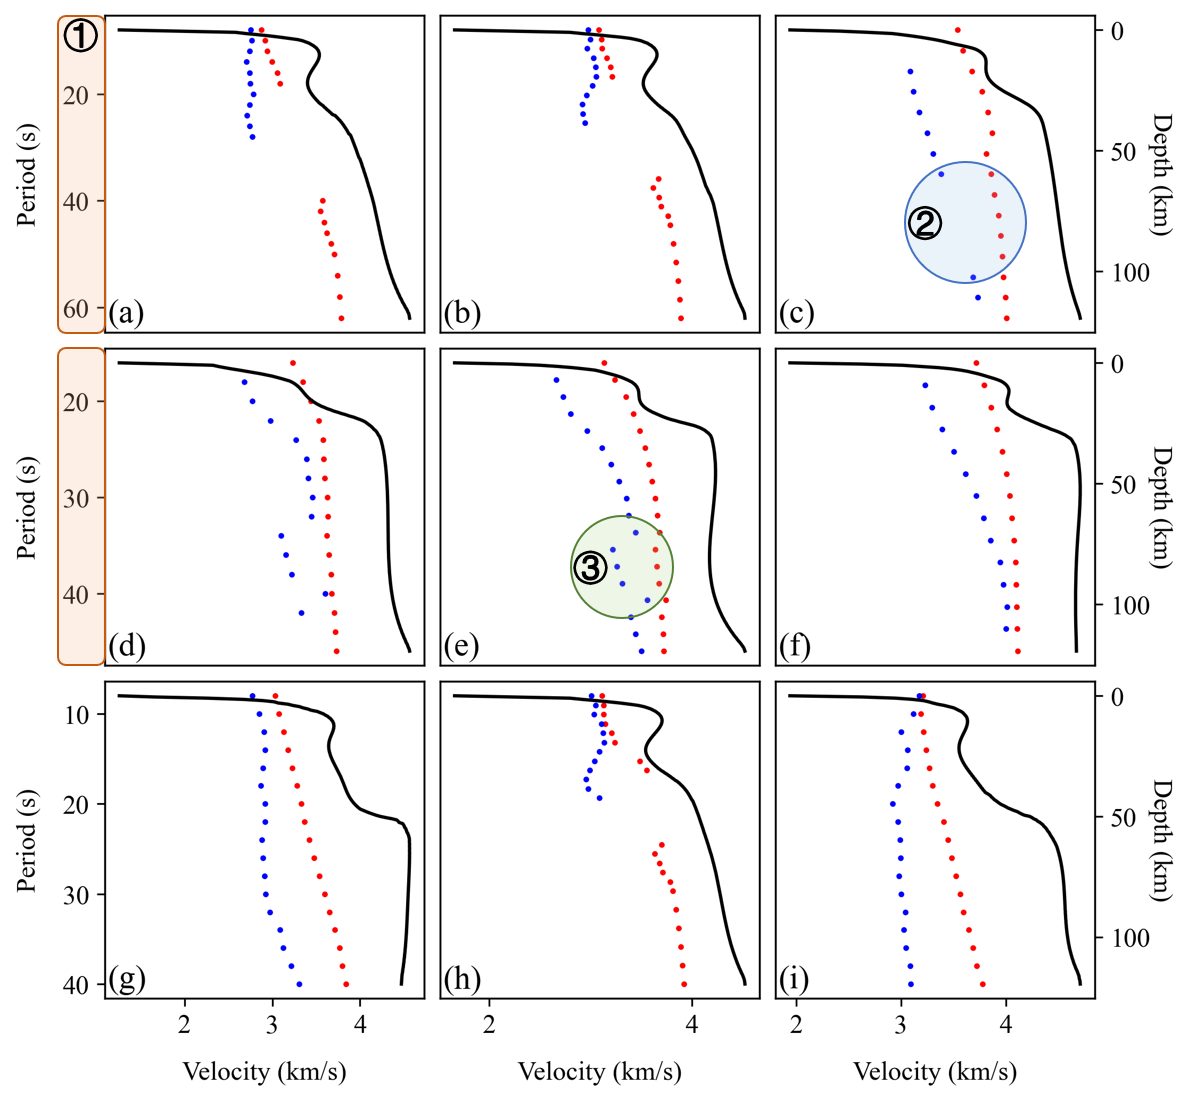 ①
20
40
60
Period (s)
(a)
(b)
②
(c)
0
50
100
Depth (km)
20
30
40
Period (s)
(d)
③
(e)
(f)
0
50
100
Depth (km)
10
20
30
40
Period (s)
(g)
(h)
(i)
0
50
100
Depth (km)
2 3 4
2 4
2 3 4
Velocity (km/s) Velocity (km/s) Velocity (km/s)